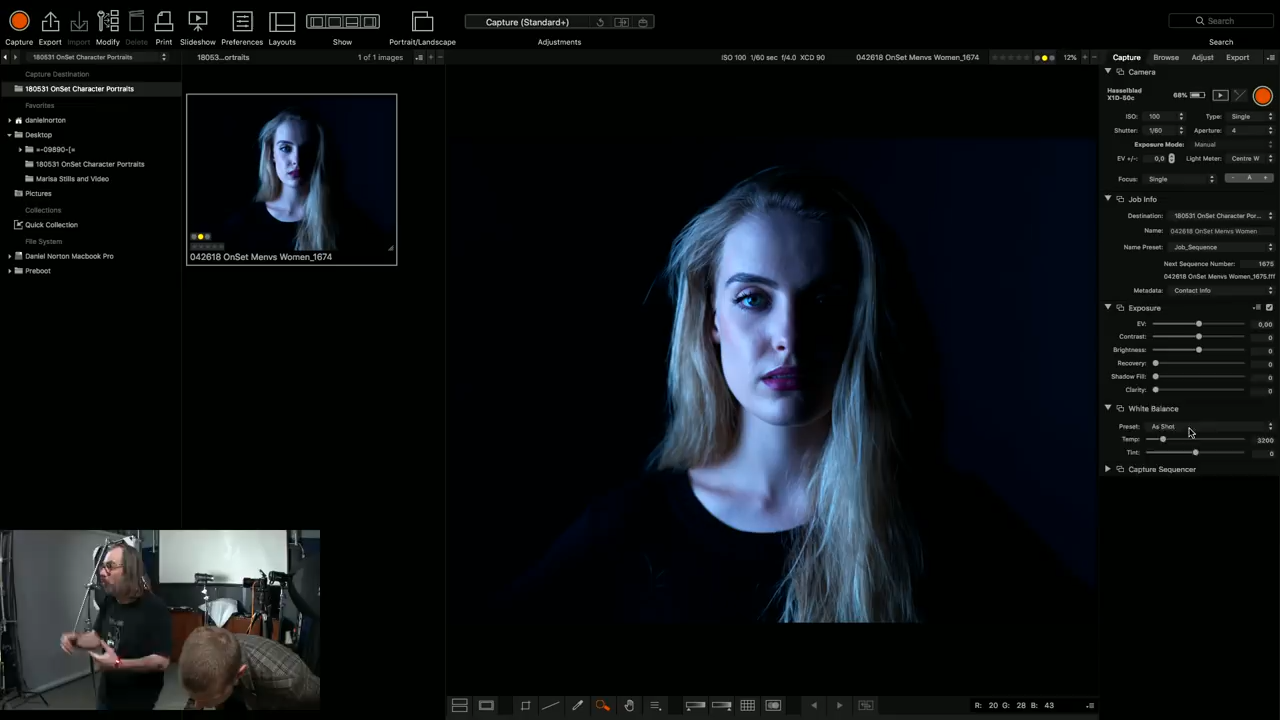 Capture Export Import Modify Delete Print Slideshow Preferences Layouts Show Portrait/Landscape
Capture (Standard+)
Adjustments
Search
Search
180531 OnSet Character Portraits
18053...ortraits
1 of 1 images
ISO 100 1/60 sec f/4.0 XCD 90
042618 OnSet Menvs Women_1674
12%
Capture Browse Adjust Export
Capture Destination
180531 OnSet Character Portraits
Favorites
danielnorton
Desktop
=-09890-[=
180531 OnSet Character Portraits
Marisa Stills and Video
Pictures
Collections
Quick Collection
File System
Daniel Norton Macbook Pro
Preboot
042618 OnSet Menvs Women_1674
Camera
Hasselblad
X1D-50c
68%
ISO: 100 Type: Single
Shutter: 1/60 Aperture: 4
Exposure Mode: Manual
EV +/-: 0,0 Light Meter: Centre W
Focus: Single - A +
Job Info
Destination: 180531 OnSet Character Por...
Name: 042618 OnSet Menvs Women
Name Preset: Job_Sequence
Next Sequence Number: 1675
042618 OnSet Menvs Women_1675.fff
Metadata: Contact Info
Exposure
EV: 0,00
Contrast: 0
Brightness: 0
Recovery: 0
Shadow Fill: 0
Clarity: 0
White Balance
Preset: As Shot
Temp: 3200
Tint: 0
Capture Sequencer
R: 20 G: 28 B: 43